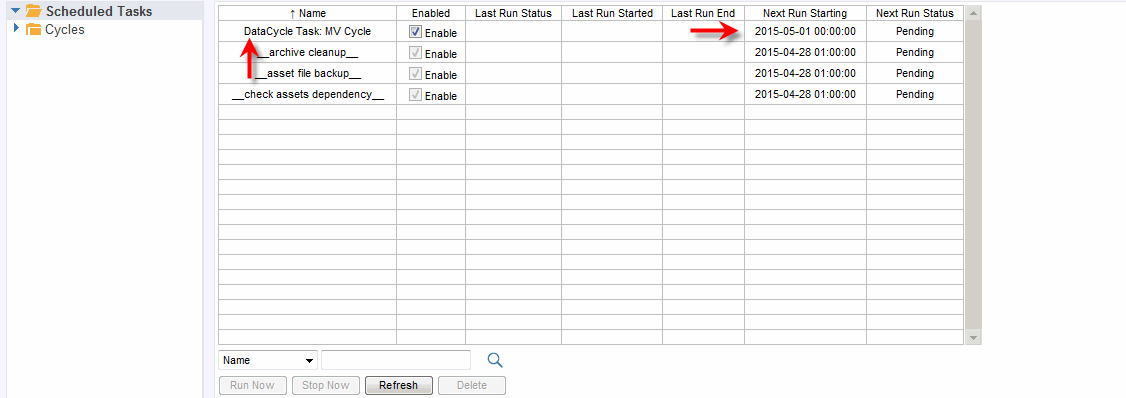 Scheduled Tasks
Cycles
↑ Name Enabled Last Run Status Last Run Started Last Run End Next Run Starting Next Run Status
DataCycle Task: MV Cycle Enable 2015-05-01 00:00:00 Pending
__archive cleanup__ Enable 2015-04-28 01:00:00 Pending
__asset file backup__ Enable 2015-04-28 01:00:00 Pending
__check assets dependency__ Enable 2015-04-28 01:00:00 Pending
Name
Run Now Stop Now Refresh Delete